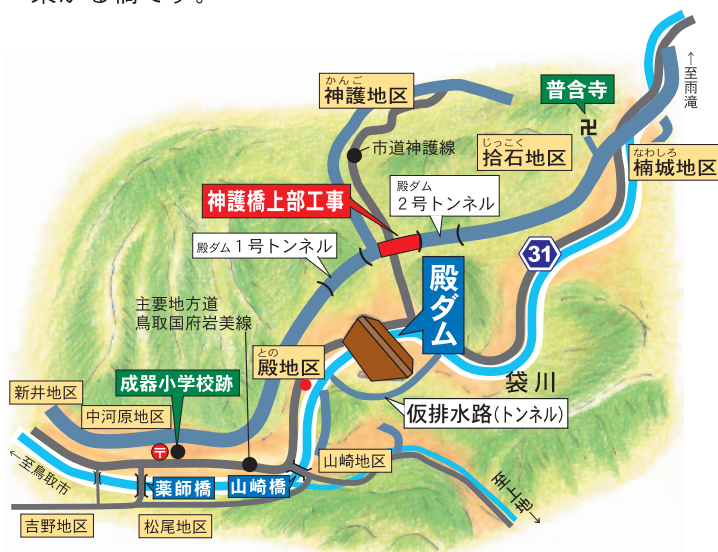 架かる橋です。
↑至雨滝
かんご
神護地区
普含寺
卍
市道神護線
じっこく
拾石地区
なわしろ
楠城地区
神護橋上部工事
殿ダム
2号トンネル
殿ダム1号トンネル
31
殿ダム
主要地方道
鳥取国府岩美線
との
殿地区
袋川
成器小学校跡
新井地区
中河原地区
仮排水路(トンネル)
〒
山崎地区
←至鳥取市
薬師橋
山崎橋
至上地→
吉野地区
松尾地区